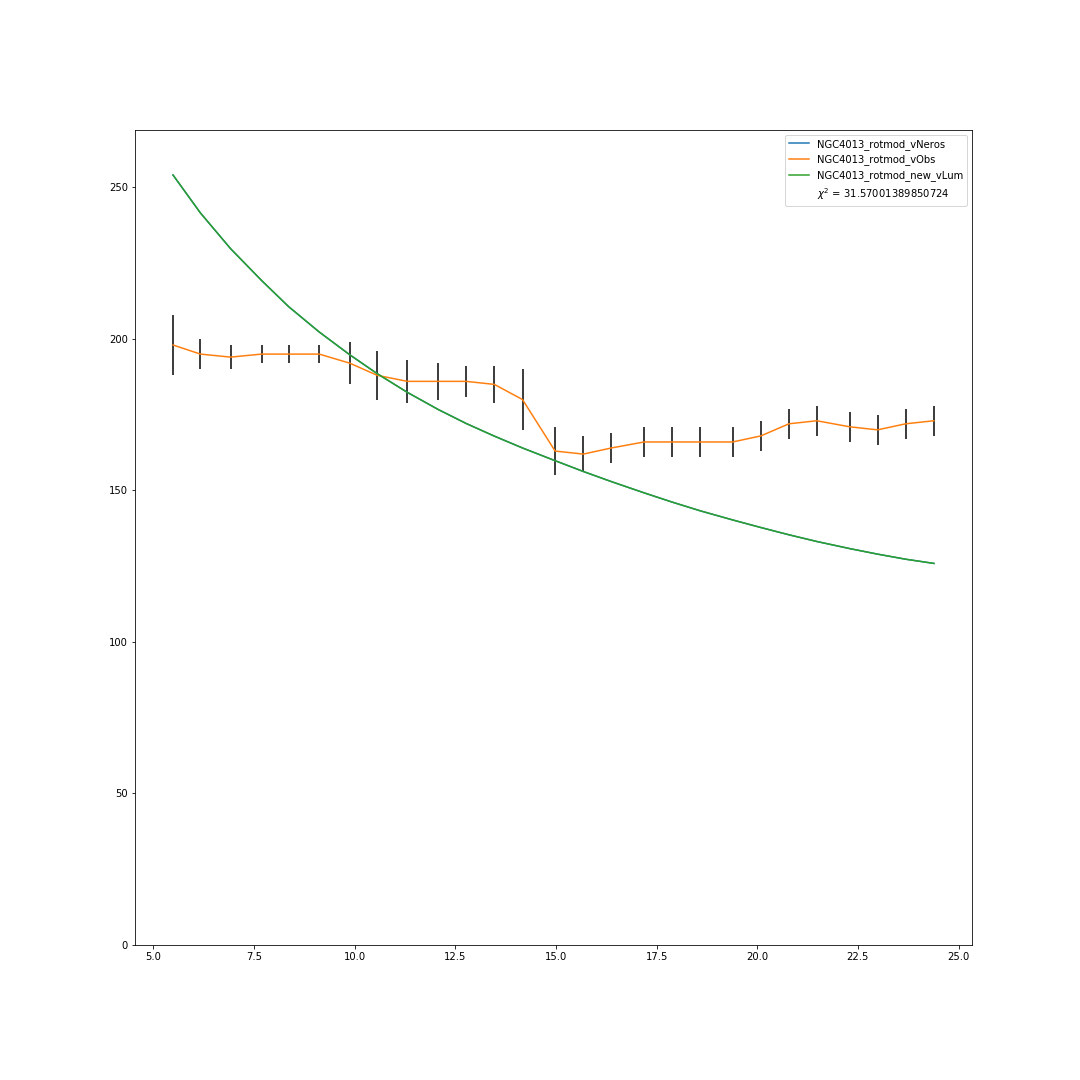 NGC4013_rotmod_vNeros
NGC4013_rotmod_vObs
NGC4013_rotmod_new_vLum
χ² = 31.57001389850724
250
200
150
100
50
0
5.0 7.5 10.0 12.5 15.0 17.5 20.0 22.5 25.0